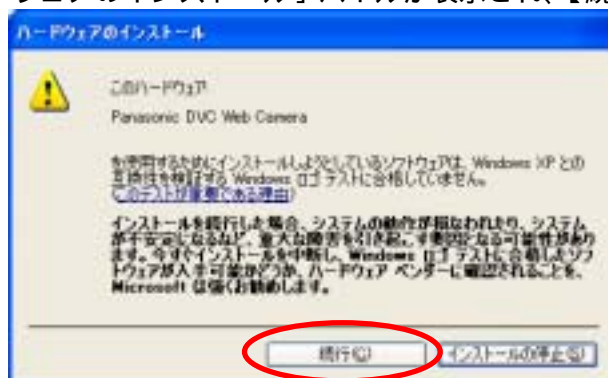 ハードウェアのインストール
このハードウェア
Panasonic DVC Web Camera
を使用するためにインストールしようとしているソフトウェアは、Windows XP との
互換性を検証する Windows ロゴ テストに合格していません。
(このテストが重要である理由)
インストールを続行した場合、システムの動作が損なわれたり、システム
が不安定になるなど、重大な障害を引き起こす要因になる可能性があり
ます。今すぐインストールを中断し、Windows ロゴ テストに合格したソフ
トウェアが入手可能かどうか、ハードウェア ベンダーに確認されることを、
Microsoft は強くお勧めします。
続行(C)
インストールの停止(S)